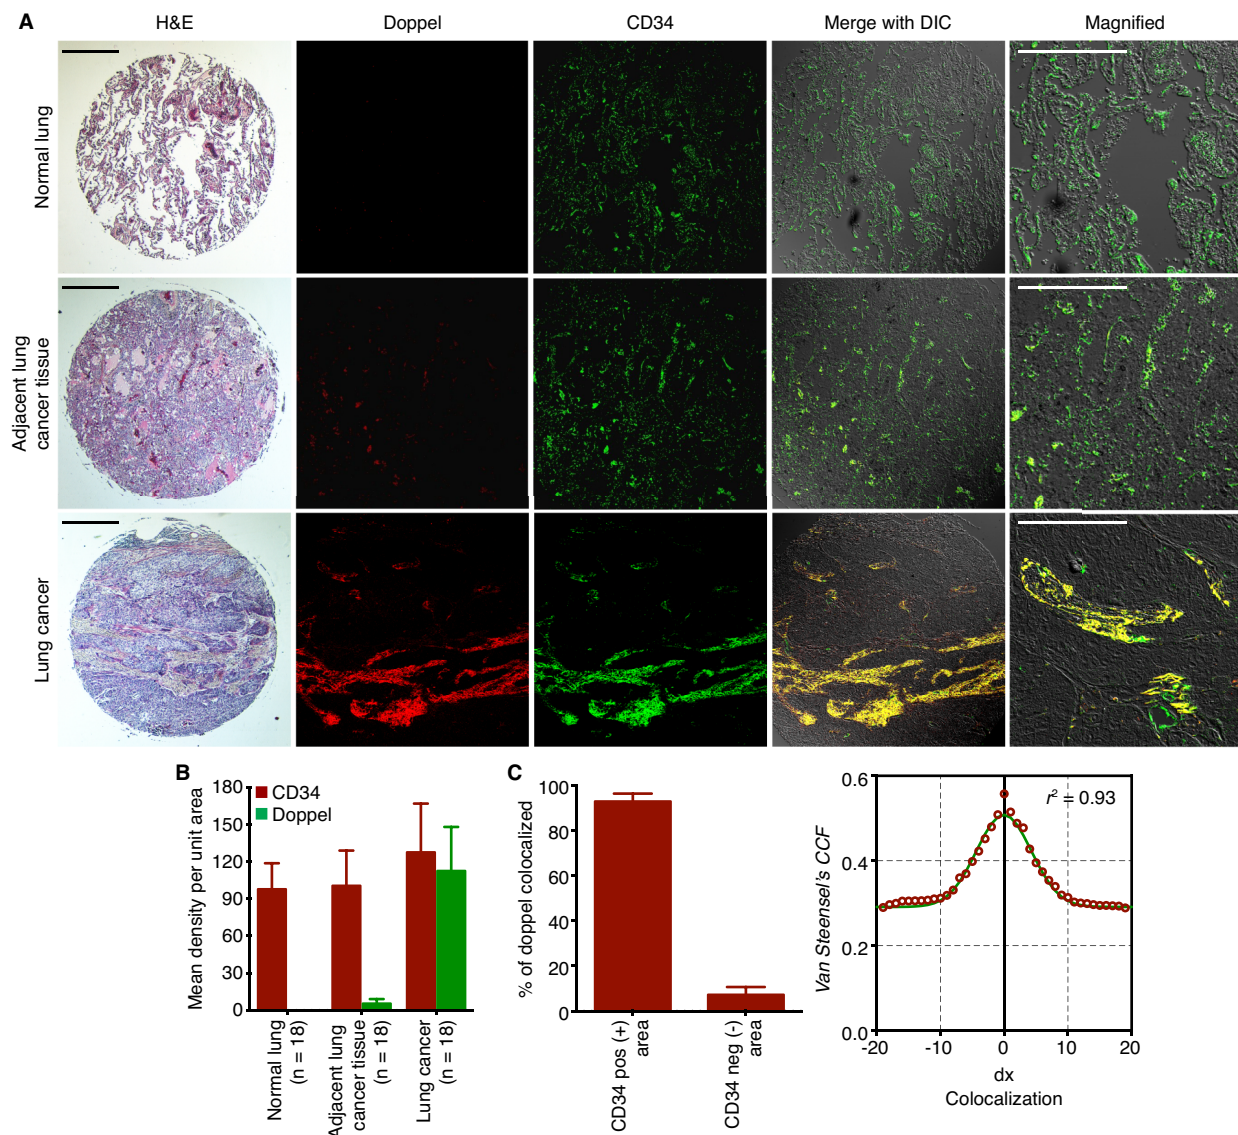 A
H&E
Doppel
CD34
Merge with DIC
Magnified
Normal lung
Adjacent lung
cancer tissue
Lung cancer
B
Mean density per unit area
180
150
120
90
60
30
0
CD34
Doppel
Normal lung
(n = 18)
Adjacent lung
cancer tissue
(n = 18)
Lung cancer
(n = 18)
C
% of doppel colocalized
100
80
60
40
20
0
CD34 pos (+)
area
CD34 neg (-)
area
Van Steensel's CCF
0.6
0.4
0.2
0.0
r² = 0.93
-20
-10
0
10
20
dx
Colocalization